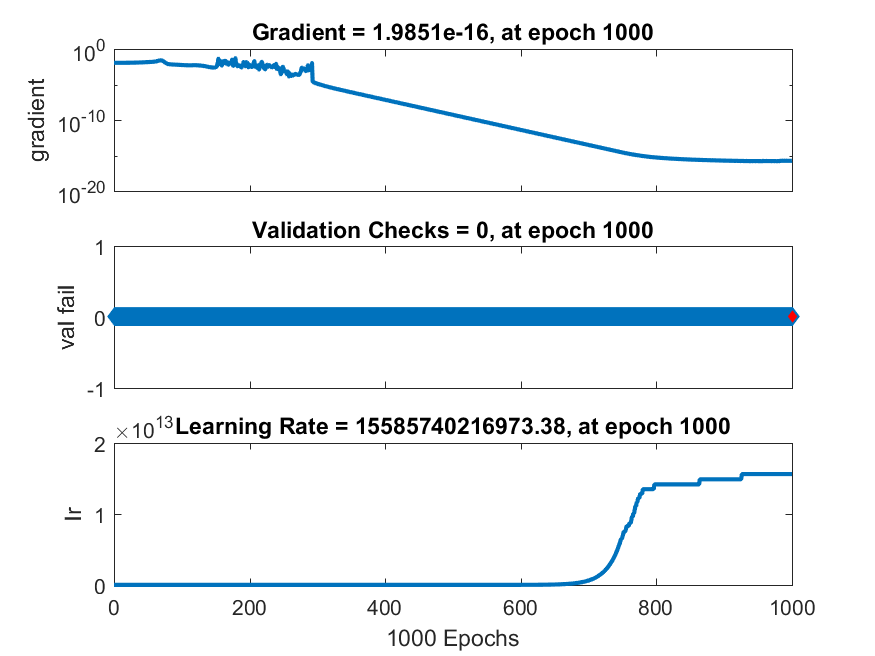 Gradient = 1.9851e-16, at epoch 1000
10^0
10^-10
10^-20
gradient
Validation Checks = 0, at epoch 1000
1
0
-1
val fail
×10^13 Learning Rate = 15585740216973.38, at epoch 1000
2
1
0
lr
0 200 400 600 800 1000
1000 Epochs